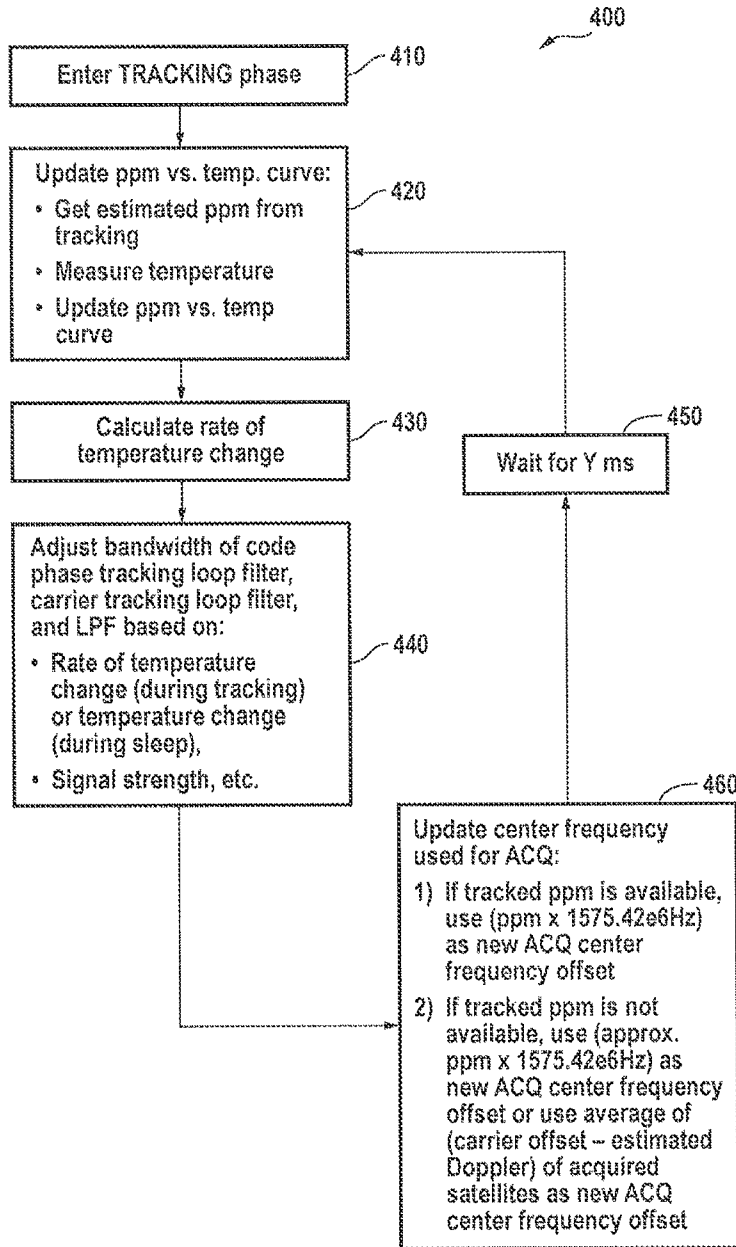 400
Enter TRACKING phase
410
Update ppm vs. temp. curve:
• Get estimated ppm from
tracking
• Measure temperature
• Update ppm vs. temp
curve
420
Calculate rate of
temperature change
430
Adjust bandwidth of code
phase tracking loop filter,
carrier tracking loop filter,
and LPF based on:
• Rate of temperature
change (during tracking)
or temperature change
(during sleep),
• Signal strength, etc.
440
450
Wait for Y ms
460
Update center frequency
used for ACQ:
1) If tracked ppm is available,
use (ppm x 1575.42e6Hz)
as new ACQ center
frequency offset
2) If tracked ppm is not
available, use (approx.
ppm x 1575.42e6Hz) as
new ACQ center frequency
offset or use average of
(carrier offset – estimated
Doppler) of acquired
satellites as new ACQ
center frequency offset